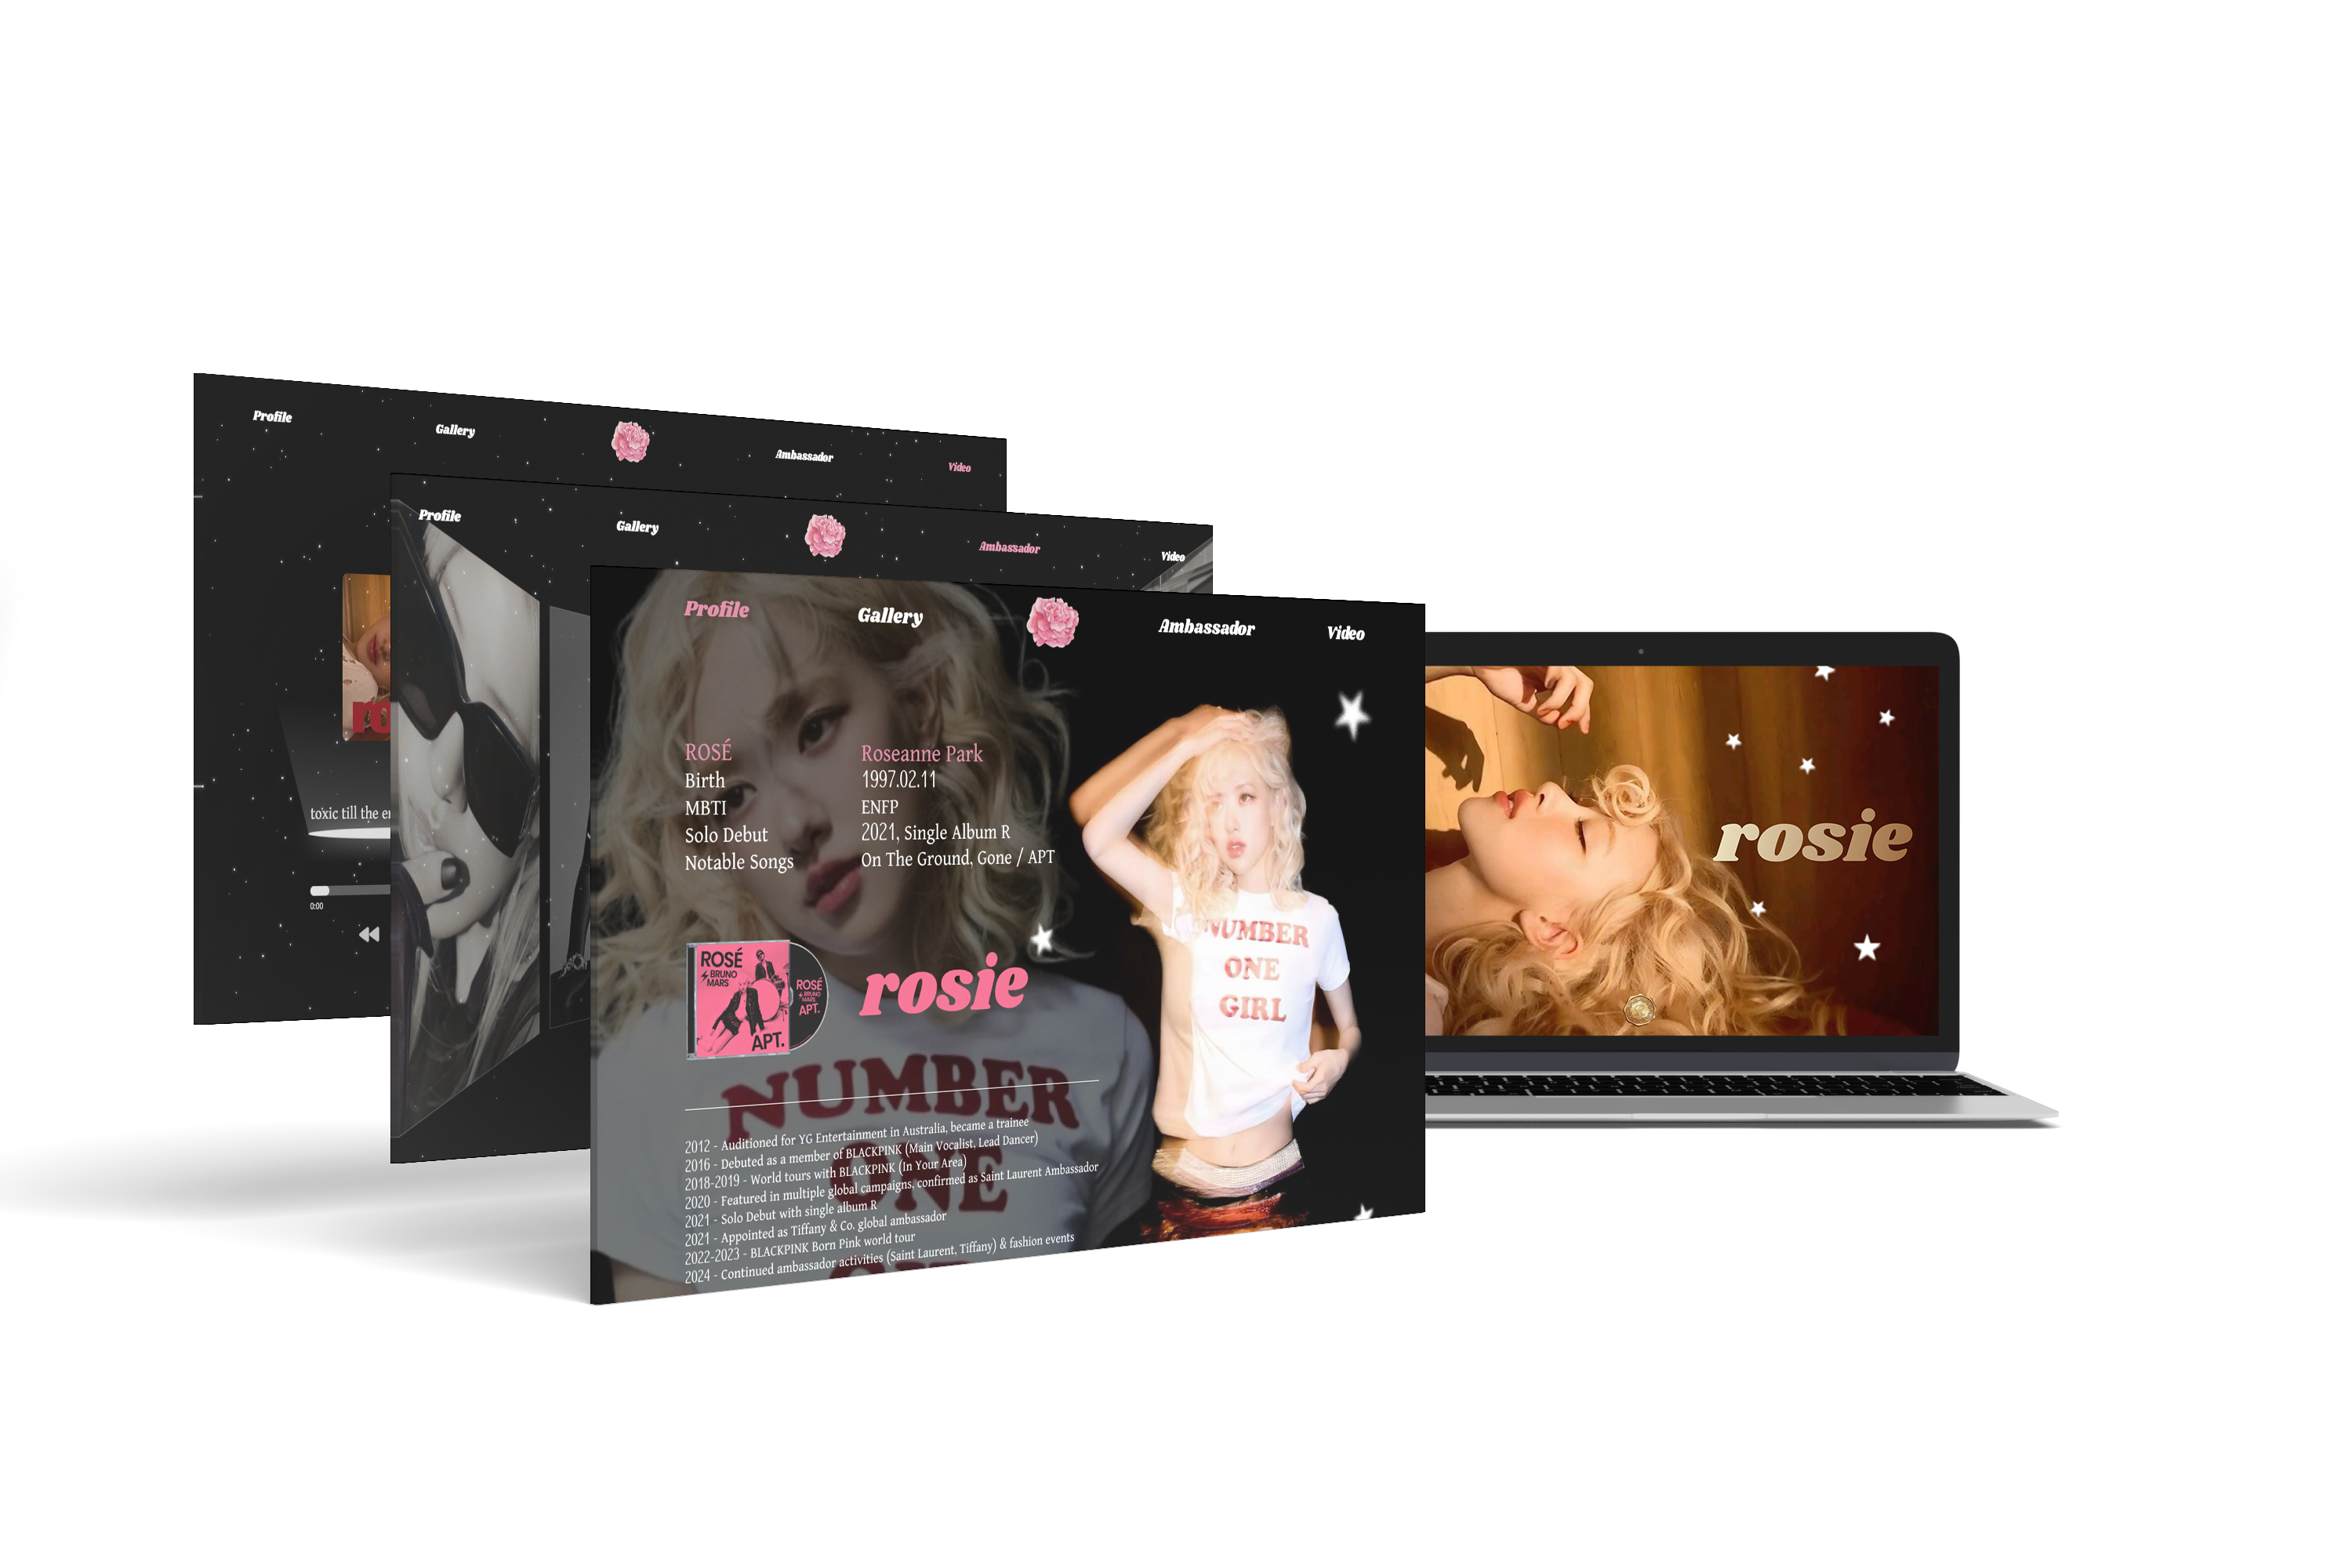 Profile
Gallery
Ambassador
Video
toxic till the
0:00
Profile
Gallery
Ambassador
Video
Profile
Gallery
Ambassador
Video
ROSÉ Roseanne Park
Birth 1997.02.11
MBTI ENFP
Solo Debut 2021, Single Album R
Notable Songs On The Ground, Gone / APT
ROSÉ
BRUNO
MARS
APT.
ROSÉ
BRUNO
MARS
APT.
rosie
NUMBER
ONE
2012 - Auditioned for YG Entertainment in Australia, became a trainee
2016 - Debuted as a member of BLACKPINK (Main Vocalist, Lead Dancer)
2018-2019 - World tours with BLACKPINK (In Your Area)
2020 - Featured in multiple global campaigns, confirmed as Saint Laurent Ambassador
2021 - Solo Debut with single album R
2021 - Appointed as Tiffany & Co. global ambassador
2022-2023 - BLACKPINK Born Pink world tour
2024 - Continued ambassador activities (Saint Laurent, Tiffany) & fashion events
NUMBER
ONE
GIRL
rosie